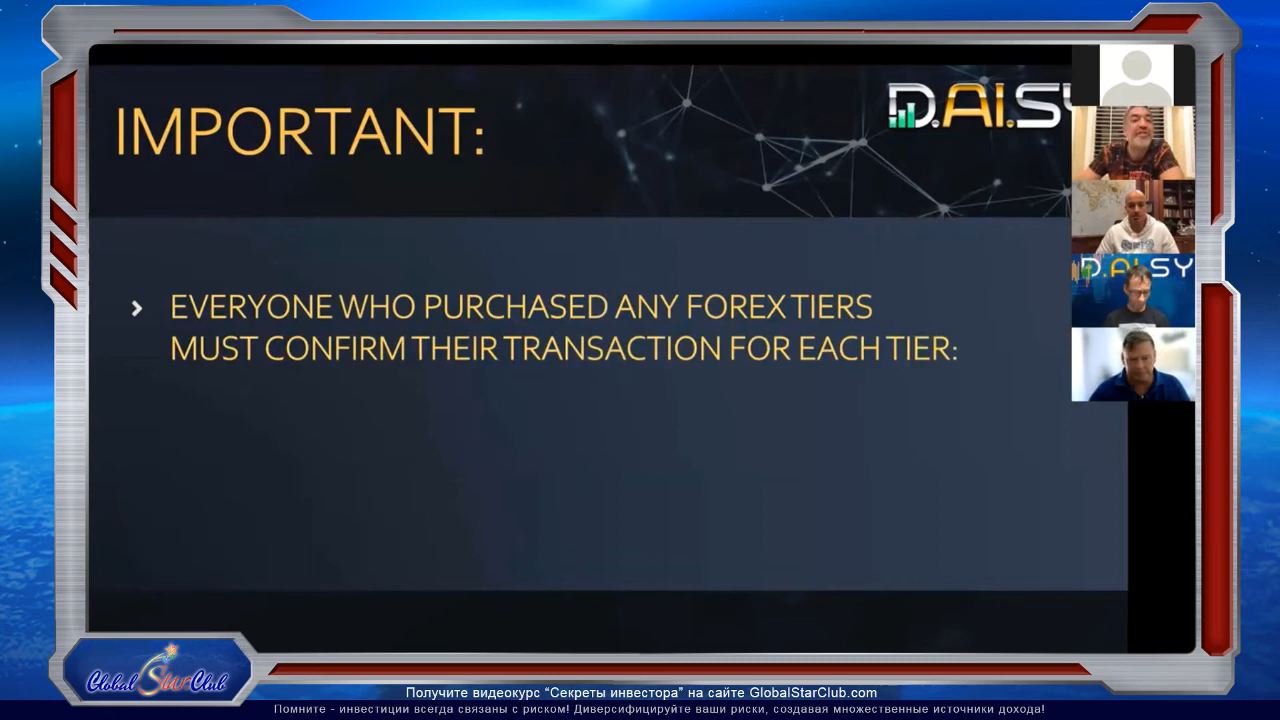 IMPORTANT:
D.AI.SY
EVERYONE WHO PURCHASED ANY FOREX TIERS
MUST CONFIRM THEIR TRANSACTION FOR EACH TIER:
D.AI.SY
Global Star Club
Получите видеокурс “Секреты инвестора” на сайте GlobalStarClub.com
Помните - инвестиции всегда связаны с риском! Диверсифицируйте ваши риски, создавая множественные источники дохода!